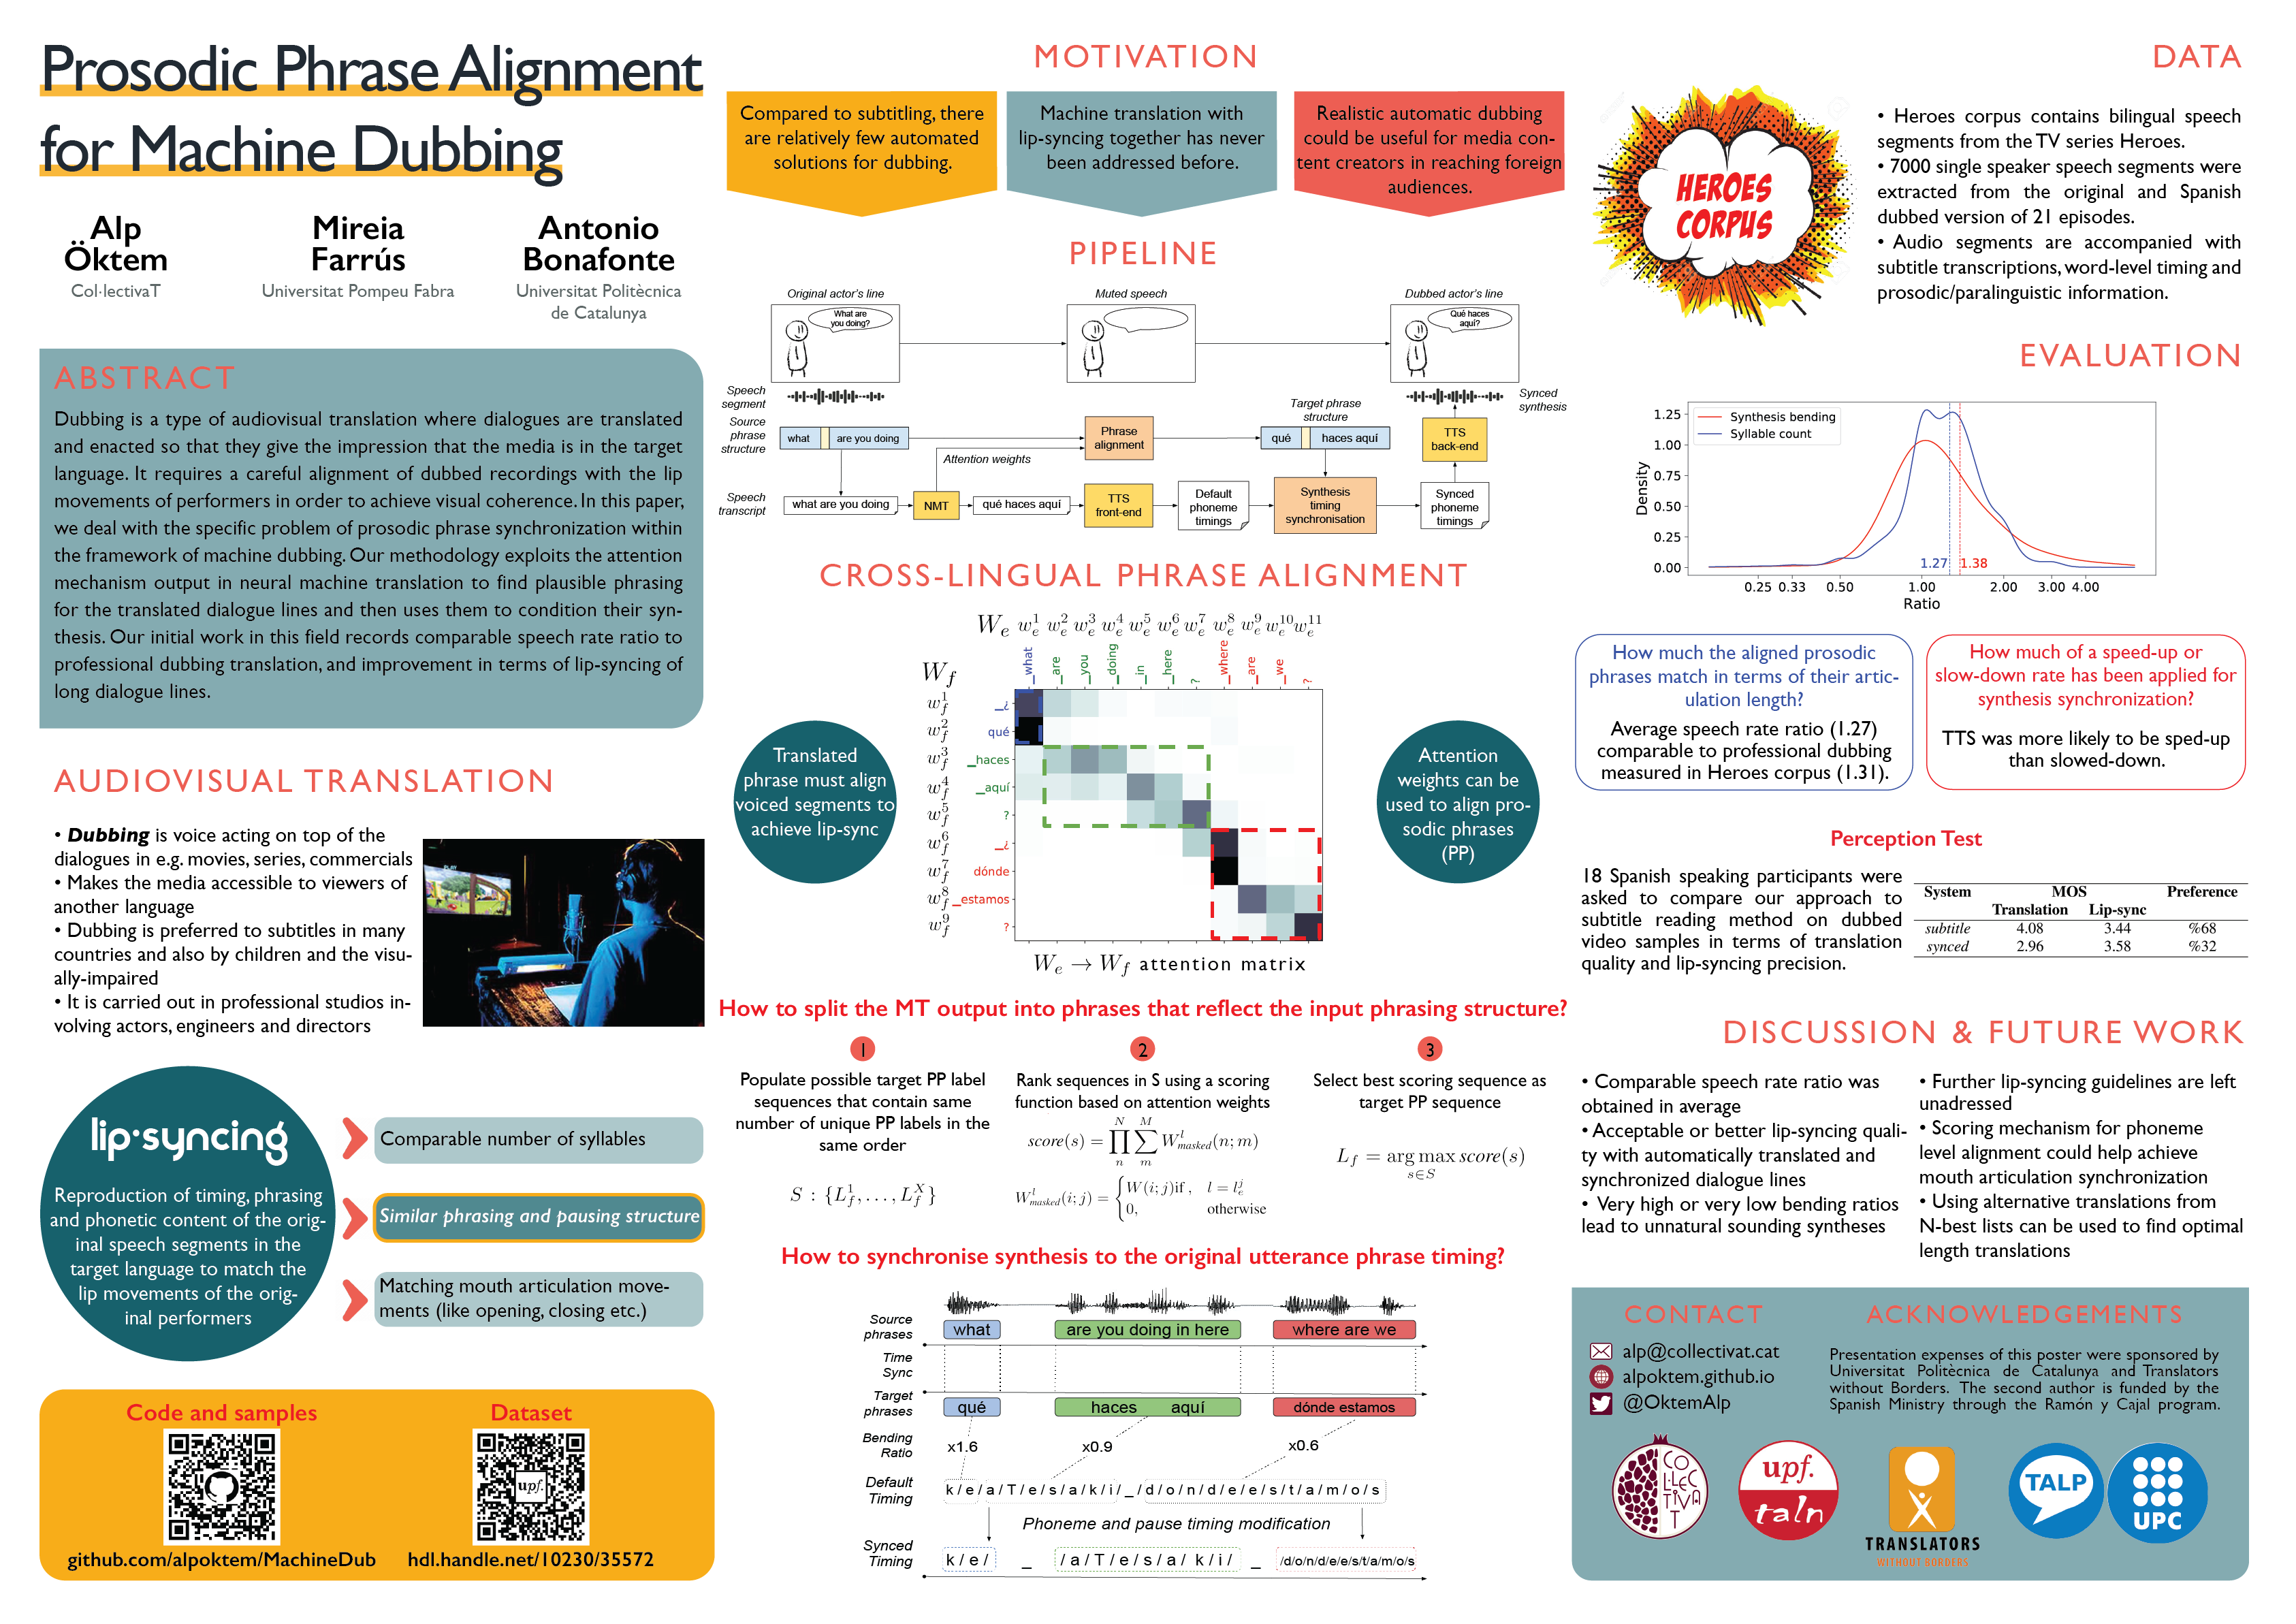 Prosodic Phrase Alignment
for Machine Dubbing
Alp
Öktem
Col·lectivaT
Mireia
Farrús
Universitat Pompeu Fabra
Antonio
Bonafonte
Universitat Politècnica
de Catalunya
ABSTRACT
Dubbing is a type of audiovisual translation where dialogues are translated
and enacted so that they give the impression that the media is in the target
language. It requires a careful alignment of dubbed recordings with the lip
movements of performers in order to achieve visual coherence. In this paper,
we deal with the specific problem of prosodic phrase synchronization within
the framework of machine dubbing. Our methodology exploits the attention
mechanism output in neural machine translation to find plausible phrasing
for the translated dialogue lines and then uses them to condition their syn-
thesis. Our initial work in this field records comparable speech rate ratio to
professional dubbing translation, and improvement in terms of lip-syncing of
long dialogue lines.
AUDIOVISUAL TRANSLATION
• Dubbing is voice acting on top of the
dialogues in e.g. movies, series, commercials
• Makes the media accessible to viewers of
another language
• Dubbing is preferred to subtitles in many
countries and also by children and the visu-
ally-impaired
• It is carried out in professional studios in-
volving actors, engineers and directors
lip·syncing
Reproduction of timing, phrasing
and phonetic content of the orig-
inal speech segments in the
target language to match the
lip movements of the orig-
inal performers
Comparable number of syllables
Similar phrasing and pausing structure
Matching mouth articulation move-
ments (like opening, closing etc.)
Code and samples
github.com/alpoktem/MachineDub
Dataset
upf.
hdl.handle.net/10230/35572
MOTIVATION
Compared to subtitling, there
are relatively few automated
solutions for dubbing.
Machine translation with
lip-syncing together has never
been addressed before.
Realistic automatic dubbing
could be useful for media con-
tent creators in reaching foreign
audiences.
PIPELINE
Original actor's line
Muted speech
Dubbed actor's line
What are
you doing?
Qué haces
aquí?
Speech
segment
Synced
synthesis
Source
phrase
structure
what
are you doing
Phrase
alignment
Target phrase
structure
qué
haces aquí
TTS
back-end
Attention weights
Speech
transcript
what are you doing
NMT
qué haces aquí
TTS
front-end
Default
phoneme
timings
Synthesis
timing
synchronisation
Synced
phoneme
timings
CROSS-LINGUAL PHRASE ALIGNMENT
W_e w_e^1 w_e^2 w_e^3 w_e^4 w_e^5 w_e^6 w_e^7 w_e^8 w_e^9 w_e^10 w_e^11
_what _are _you _doing _in _here ? _where _are _we ?
W_f
w_f^1 _¿
w_f^2 qué
w_f^3 _haces
w_f^4 _aquí
w_f^5 ?
w_f^6 _¿
w_f^7 dónde
w_f^8 _estamos
w_f^9 ?
W_e → W_f attention matrix
Translated
phrase must align
voiced segments to
achieve lip-sync
Attention
weights can be
used to align pro-
sodic phrases
(PP)
How to split the MT output into phrases that reflect the input phrasing structure?
1
Populate possible target PP label
sequences that contain same
number of unique PP labels in the
same order
S : {L_f^1, . . . , L_f^X}
2
Rank sequences in S using a scoring
function based on attention weights
score(s) = ∏_n^N ∑_m^M W_masked^l(n; m)
W_masked^l(i; j) = { W(i; j)if , l = l_e^j
0, otherwise
3
Select best scoring sequence as
target PP sequence
L_f = arg max_{s∈S} score(s)
How to synchronise synthesis to the original utterance phrase timing?
Source
phrases
what
are you doing in here
where are we
Time
Sync
Target
phrases
qué
haces aquí
dónde estamos
Bending
Ratio
x1.6
x0.9
x0.6
Default
Timing
k / e / a / T / e / s / a / k / i / _ / d / o / n / d / e / e / s / t / a / m / o / s
Phoneme and pause timing modification
Synced
Timing
k / e / _ / a / T / e / s / a / k / i / _ /d/o/n/d/e/e/s/t/a/m/o/s
DATA
HEROES
CORPUS
• Heroes corpus contains bilingual speech
segments from the TV series Heroes.
• 7000 single speaker speech segments were
extracted from the original and Spanish
dubbed version of 21 episodes.
• Audio segments are accompanied with
subtitle transcriptions, word-level timing and
prosodic/paralinguistic information.
EVALUATION
Synthesis bending
Syllable count
Density
1.25
1.00
0.75
0.50
0.25
0.00
1.27
1.38
0.25 0.33 0.50 1.00 2.00 3.00 4.00
Ratio
How much the aligned prosodic
phrases match in terms of their artic-
ulation length?
Average speech rate ratio (1.27)
comparable to professional dubbing
measured in Heroes corpus (1.31).
How much of a speed-up or
slow-down rate has been applied for
synthesis synchronization?
TTS was more likely to be sped-up
than slowed-down.
Perception Test
18 Spanish speaking participants were
asked to compare our approach to
subtitle reading method on dubbed
video samples in terms of translation
quality and lip-syncing precision.
System MOS Preference
Translation Lip-sync
subtitle 4.08 3.44 %68
synced 2.96 3.58 %32
DISCUSSION & FUTURE WORK
• Comparable speech rate ratio was
obtained in average
• Acceptable or better lip-syncing quali-
ty with automatically translated and
synchronized dialogue lines
• Very high or very low bending ratios
lead to unnatural sounding syntheses
• Further lip-syncing guidelines are left
unadressed
• Scoring mechanism for phoneme
level alignment could help achieve
mouth articulation synchronization
• Using alternative translations from
N-best lists can be used to find optimal
length translations
CONTACT
alp@collectivat.cat
alpoktem.github.io
@OktemAlp
ACKNOWLEDGEMENTS
Presentation expenses of this poster were sponsored by
Universitat Politècnica de Catalunya and Translators
without Borders. The second author is funded by the
Spanish Ministry through the Ramón y Cajal program.
CO
L·LEC
TIVA
T
upf.
taln
TRANSLATORS
WITHOUT BORDERS
TALP
UPC